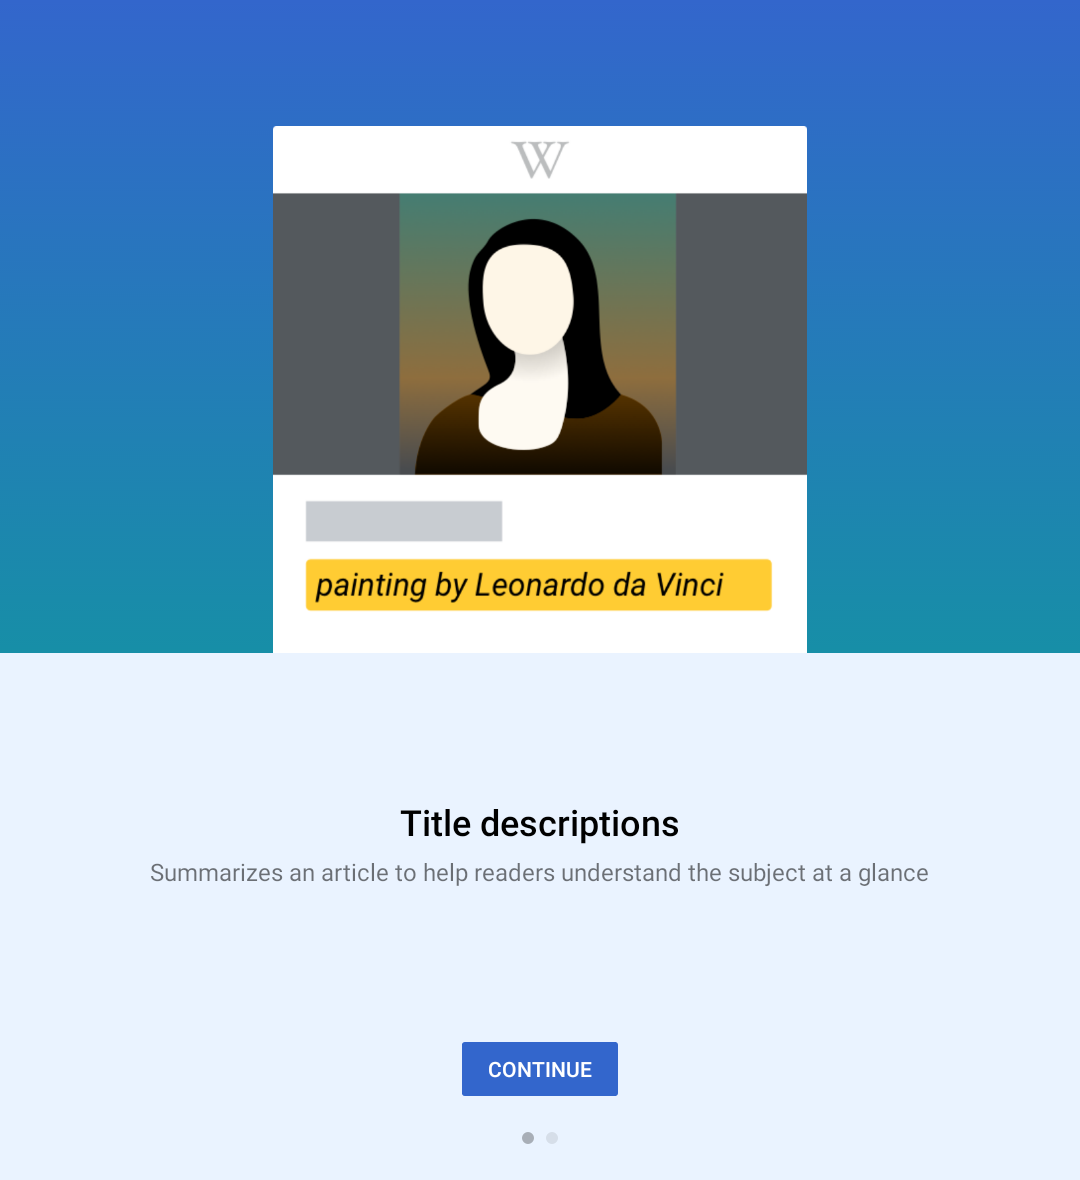 W
painting by Leonardo da Vinci
Title descriptions
Summarizes an article to help readers understand the subject at a glance
CONTINUE